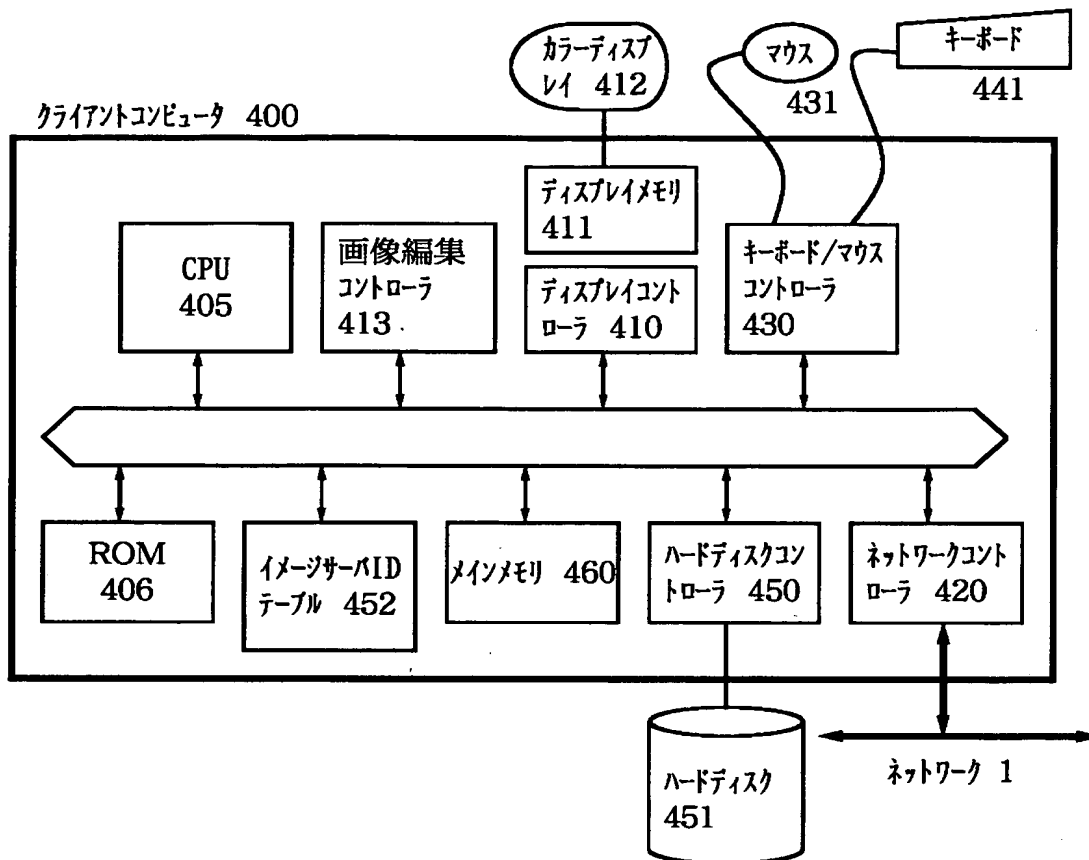 カラーディスプ
レイ 412
マウス
431
キーボード
441
クライアントコンピュータ 400
ディスプレイメモリ
411
CPU
405
画像編集
コントローラ
413
ディスプレイコント
ローラ 410
キーボード/マウス
コントローラ
430
ROM
406
イメージサーバID
テーブル 452
メインメモリ 460
ハードディスクコン
トローラ 450
ネットワークコント
ローラ 420
ハードディスク
451
ネットワーク 1